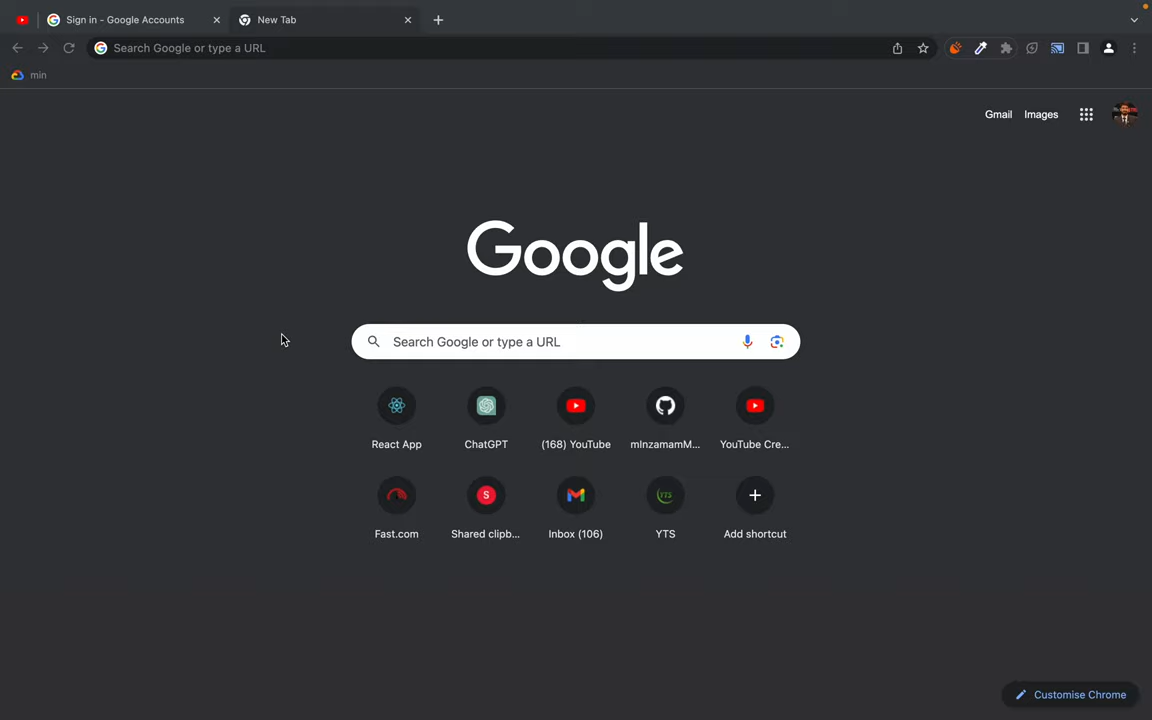 Sign in - Google Accounts
New Tab
Search Google or type a URL
min
Gmail
Images
Google
Search Google or type a URL
React App
ChatGPT
(168) YouTube
mInzamamM...
YouTube Cre...
S
YTS
Fast.com
Shared clipb...
Inbox (106)
YTS
Add shortcut
Customise Chrome